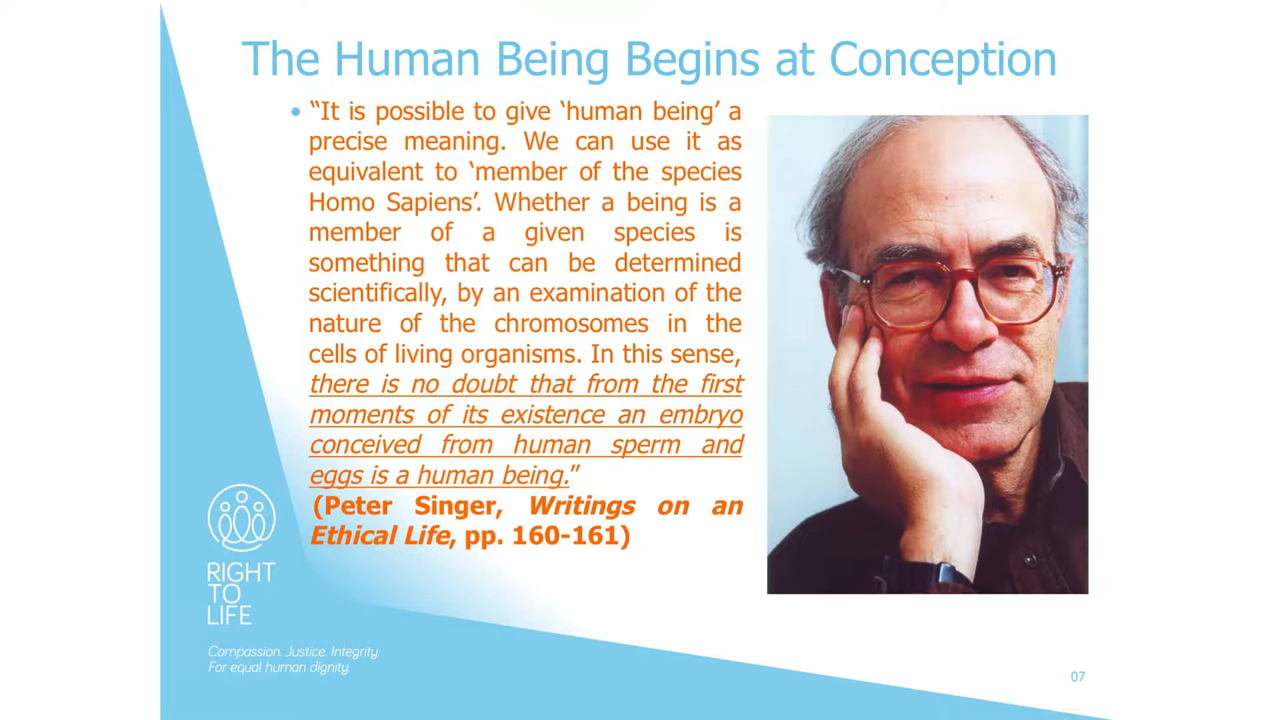 The Human Being Begins at Conception
• “It is possible to give ‘human being’ a
precise meaning. We can use it as
equivalent to ‘member of the species
Homo Sapiens’. Whether a being is a
member of a given species is
something that can be determined
scientifically, by an examination of the
nature of the chromosomes in the
cells of living organisms. In this sense,
there is no doubt that from the first
moments of its existence an embryo
conceived from human sperm and
eggs is a human being.”
(Peter Singer, Writings on an
Ethical Life, pp. 160-161)
RIGHT
TO
LIFE
Compassion. Justice. Integrity.
For equal human dignity.
07